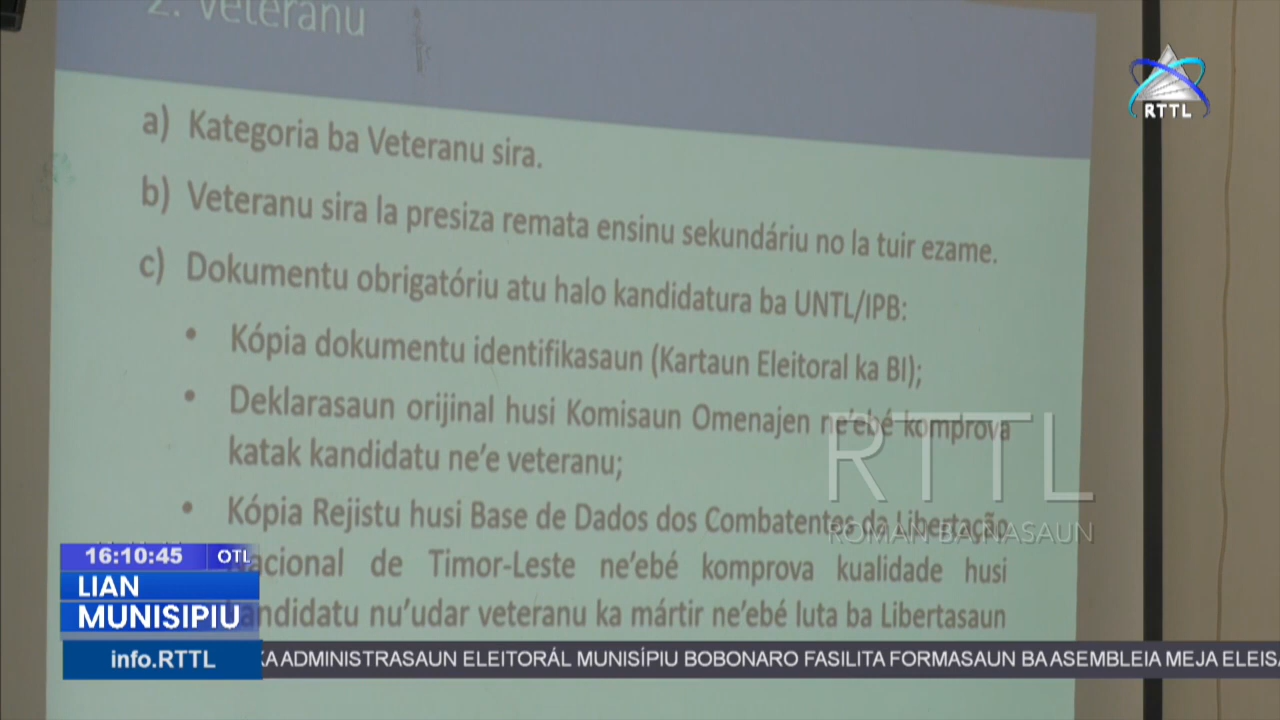 2. Veteranu
a) Kategoria ba Veteranu sira.
b) Veteranu sira la presiza remata ensinu sekundáriu no la tuir ezame.
c) Dokumentu obrigatóriu atu halo kandidatura ba UNTL/IPB:
• Kópia dokumentu identifikasaun (Kartaun Eleitoral ka BI);
• Deklarasaun orijinal husi Komisaun Omenajen ne'ebé komprova
katak kandidatu ne'e veteranu;
• Kópia Rejistu husi Base de Dados dos Combatentes da Libertação
Nacional de Timor-Leste ne'ebé komprova kualidade husi
kandidatu nu'udar veteranu ka mártir ne'ebé luta ba Libertasaun
RTTL
RTTL
ROMAN BA NASAUN
16:10:45 OTL
LIAN
MUNISIPIU
info.RTTL
KA ADMINISTRASAUN ELEITORÁL MUNISÍPIU BOBONARO FASILITA FORMASAUN BA ASEMBLEIA MEJA ELEISA